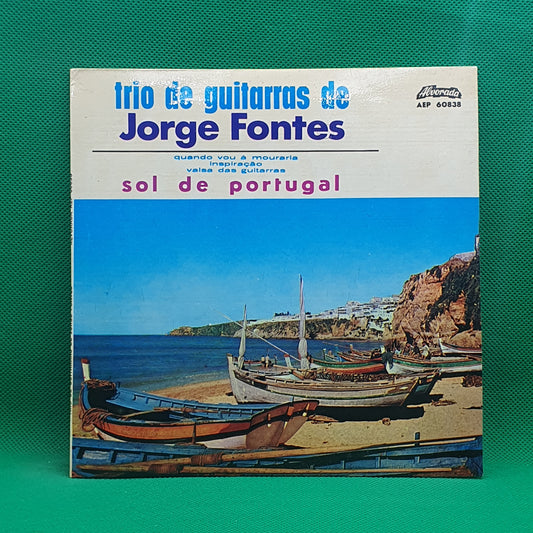 trio de guitarras de
Jorge Fontes
Alvorada
AEP 60838
quando vou à mouraria
inspiração
valsa das guitarras
sol de portugal